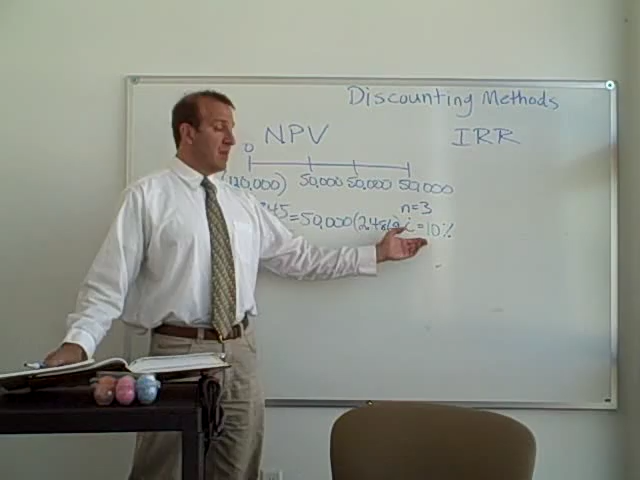 Discounting Methods
NPV IRR
0
(120,000) 50,000 50,000 50,000
n=3
345=50,000(2.4869 i=10%